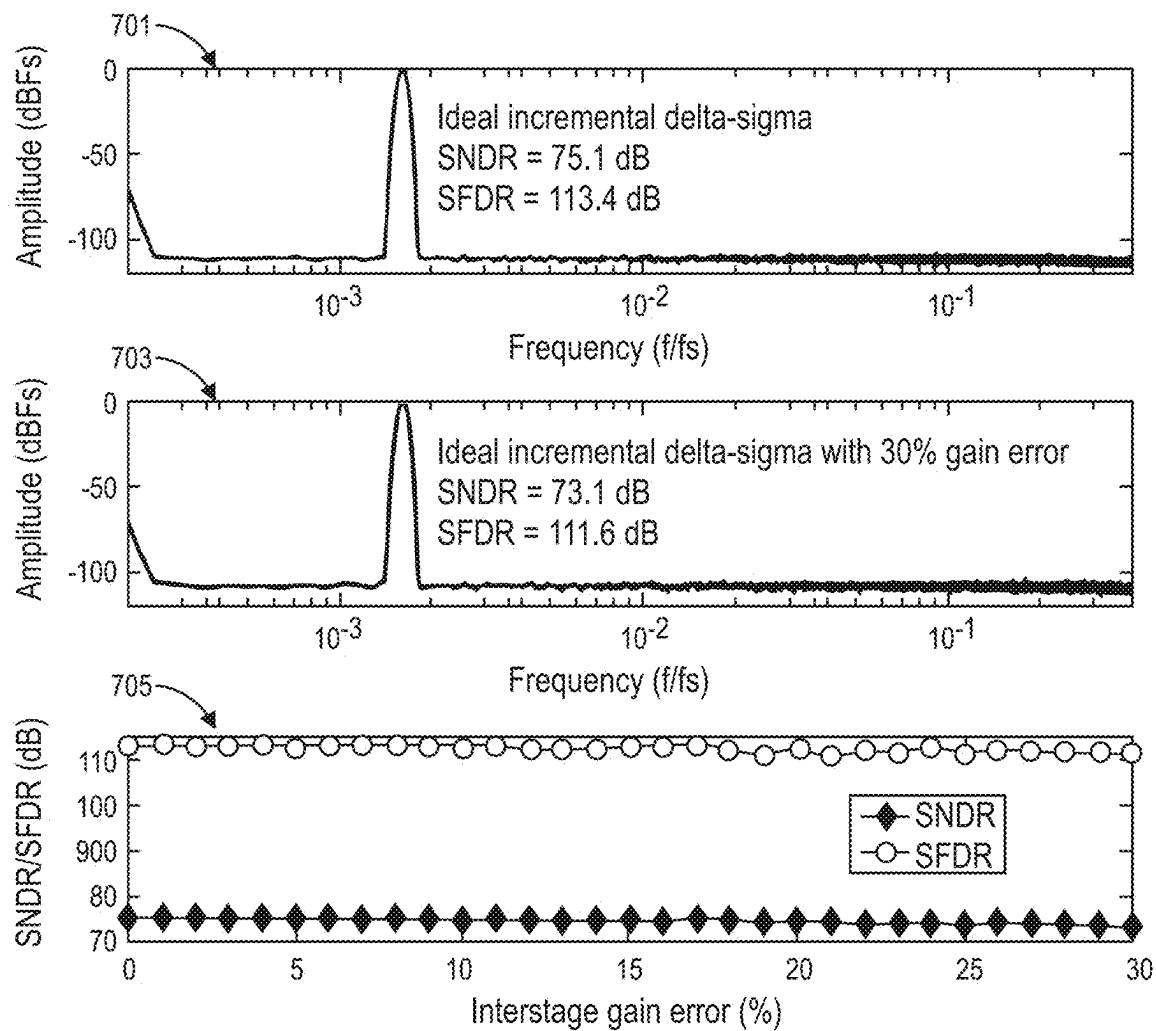 701
Amplitude (dBFs)
0
-50
-100
Ideal incremental delta-sigma
SNDR = 75.1 dB
SFDR = 113.4 dB
10-3
10-2
10-1
Frequency (f/fs)
703
Amplitude (dBFs)
0
-50
-100
Ideal incremental delta-sigma with 30% gain error
SNDR = 73.1 dB
SFDR = 111.6 dB
10-3
10-2
10-1
Frequency (f/fs)
705
SNDR/SFDR (dB)
110
100
900
80
70
SNDR
SFDR
0
5
10
15
20
25
30
Interstage gain error (%)